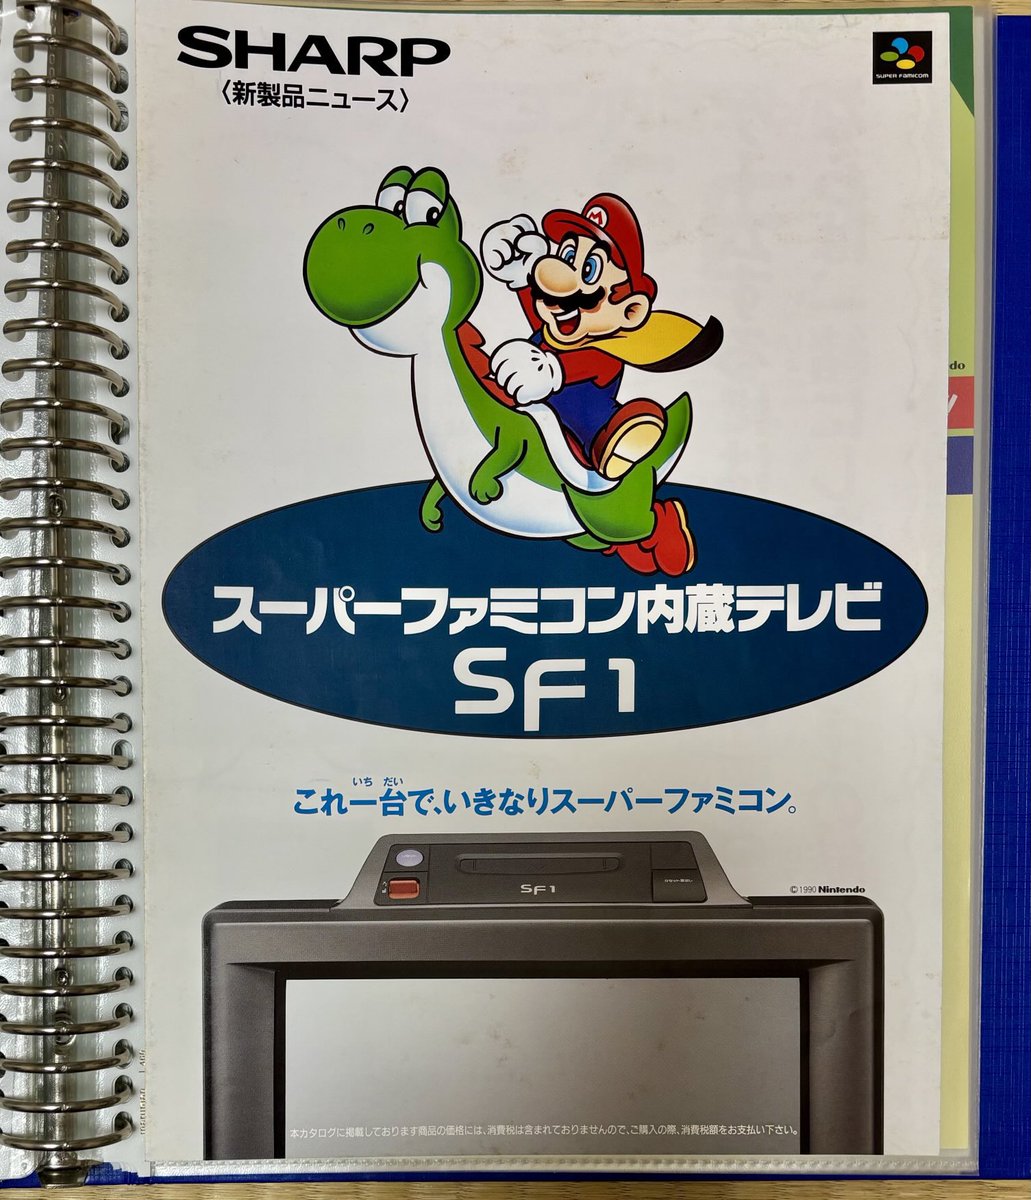 SHARP
〈新製品ニュース〉
SUPER FAMICOM
M
do
スーパーファミコン内蔵テレビ
SF1
いち だい
これ一台で、いきなりスーパーファミコン。
SF1
©1990 Nintendo
本カタログに掲載しております商品の価格には、消費税は含まれておりませんので、ご購入の際、消費税額をお支払い下さい。